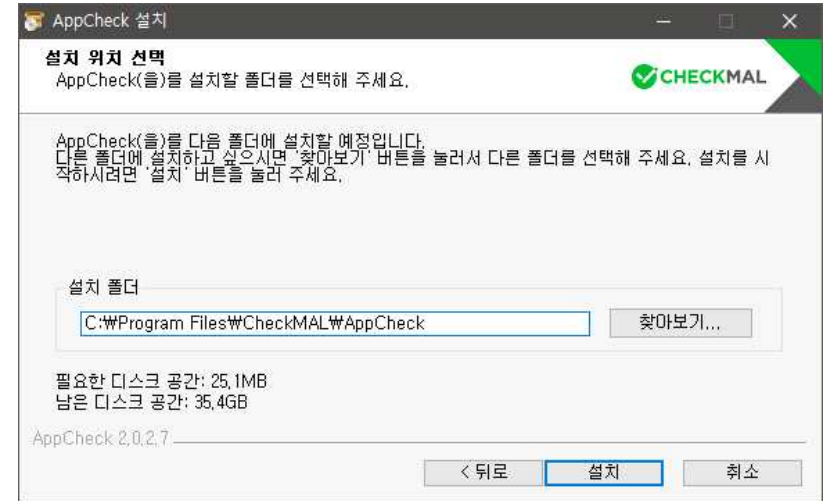 AppCheck 설치
설치 위치 선택
AppCheck(을)를 설치할 폴더를 선택해 주세요.
CHECKMAL
AppCheck(을)를 다음 폴더에 설치할 예정입니다.
다른 폴더에 설치하고 싶으시면 '찾아보기' 버튼을 눌러서 다른 폴더를 선택해 주세요. 설치를 시
작하시려면 '설치' 버튼을 눌러 주세요.
설치 폴더
C:₩Program Files₩CheckMAL₩AppCheck
찾아보기...
필요한 디스크 공간: 25.1MB
남은 디스크 공간: 35.4GB
AppCheck 2.0.2.7
< 뒤로
설치
취소